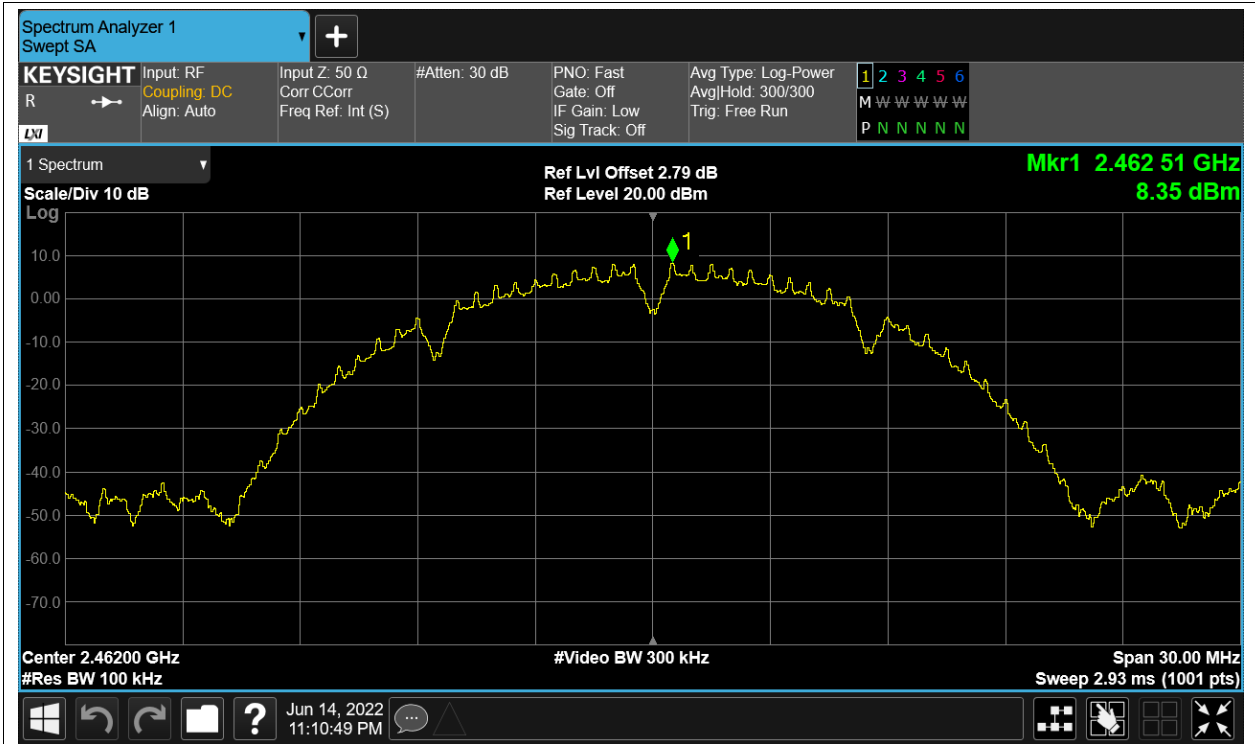 Spectrum Analyzer 1
Swept SA
KEYSIGHT
R
LXI
Input: RF
Coupling: DC
Align: Auto
Input Z: 50 Ω
Corr CCorr
Freq Ref: Int (S)
#Atten: 30 dB
PNO: Fast
Gate: Off
IF Gain: Low
Sig Track: Off
Avg Type: Log-Power
Avg|Hold: 300/300
Trig: Free Run
1 2 3 4 5 6
M W W W W W W
P N N N N N
1 Spectrum
Scale/Div 10 dB
Log
Ref Lvl Offset 2.79 dB
Ref Level 20.00 dBm
Mkr1 2.462 51 GHz
8.35 dBm
1
10.0
0.00
-10.0
-20.0
-30.0
-40.0
-50.0
-60.0
-70.0
Center 2.46200 GHz
#Res BW 100 kHz
#Video BW 300 kHz
Span 30.00 MHz
Sweep 2.93 ms (1001 pts)
?
Jun 14, 2022
11:10:49 PM